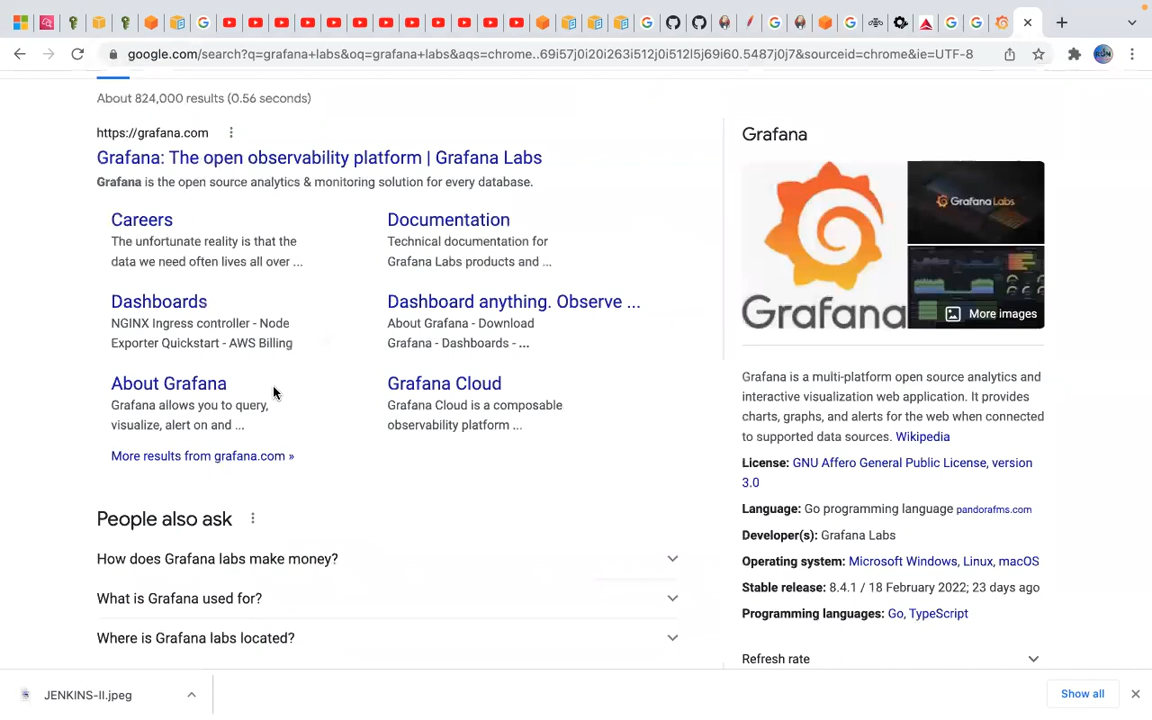 google.com/search?q=grafana+labs&oq=grafana+labs&aqs=chrome..69i57j0i20i263i512j0i512l5j69i60.5487j0j7&sourceid=chrome&ie=UTF-8
About 824,000 results (0.56 seconds)
https://grafana.com
Grafana: The open observability platform | Grafana Labs
Grafana is the open source analytics & monitoring solution for every database.
Careers
The unfortunate reality is that the
data we need often lives all over ...
Documentation
Technical documentation for
Grafana Labs products and ...
Dashboards
NGINX Ingress controller - Node
Exporter Quickstart - AWS Billing
Dashboard anything. Observe ...
About Grafana - Download
Grafana - Dashboards - ...
About Grafana
Grafana allows you to query,
visualize, alert on and ...
Grafana Cloud
Grafana Cloud is a composable
observability platform ...
More results from grafana.com »
People also ask
How does Grafana labs make money?
What is Grafana used for?
Where is Grafana labs located?
Grafana
Grafana
Grafana Labs
More images
Grafana is a multi-platform open source analytics and
interactive visualization web application. It provides
charts, graphs, and alerts for the web when connected
to supported data sources. Wikipedia
License: GNU Affero General Public License, version
3.0
Language: Go programming language pandorafms.com
Developer(s): Grafana Labs
Operating system: Microsoft Windows, Linux, macOS
Stable release: 8.4.1 / 18 February 2022; 23 days ago
Programming languages: Go, TypeScript
Refresh rate
JENKINS-II.jpeg
Show all